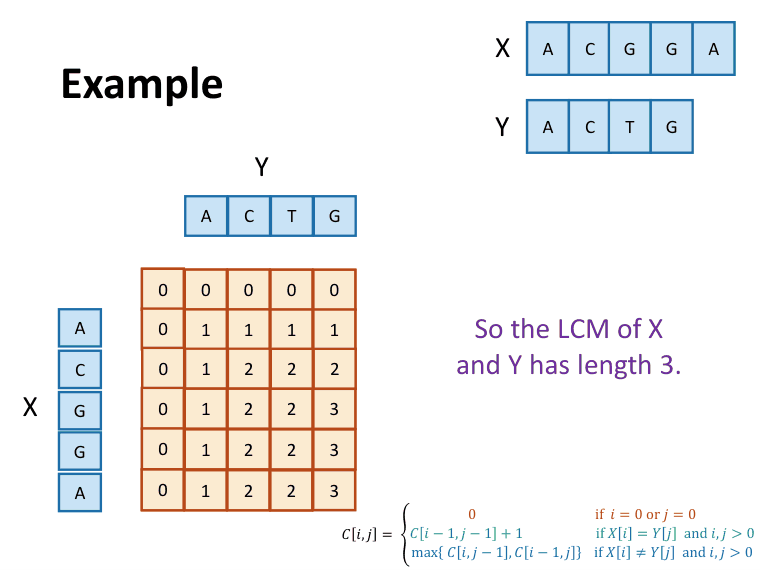 X A C G G A
Example
Y A C T G
Y
A C T G
0 0 0 0 0
A 0 1 1 1 1
C 0 1 2 2 2
X G 0 1 2 2 3
G 0 1 2 2 3
A 0 1 2 2 3
So the LCM of X
and Y has length 3.
0 if i = 0 or j = 0
C[i, j] = { C[i − 1, j − 1] + 1 if X[i] = Y[j] and i, j > 0
max{ C[i, j − 1], C[i − 1, j]} if X[i] ≠ Y[j] and i, j > 0